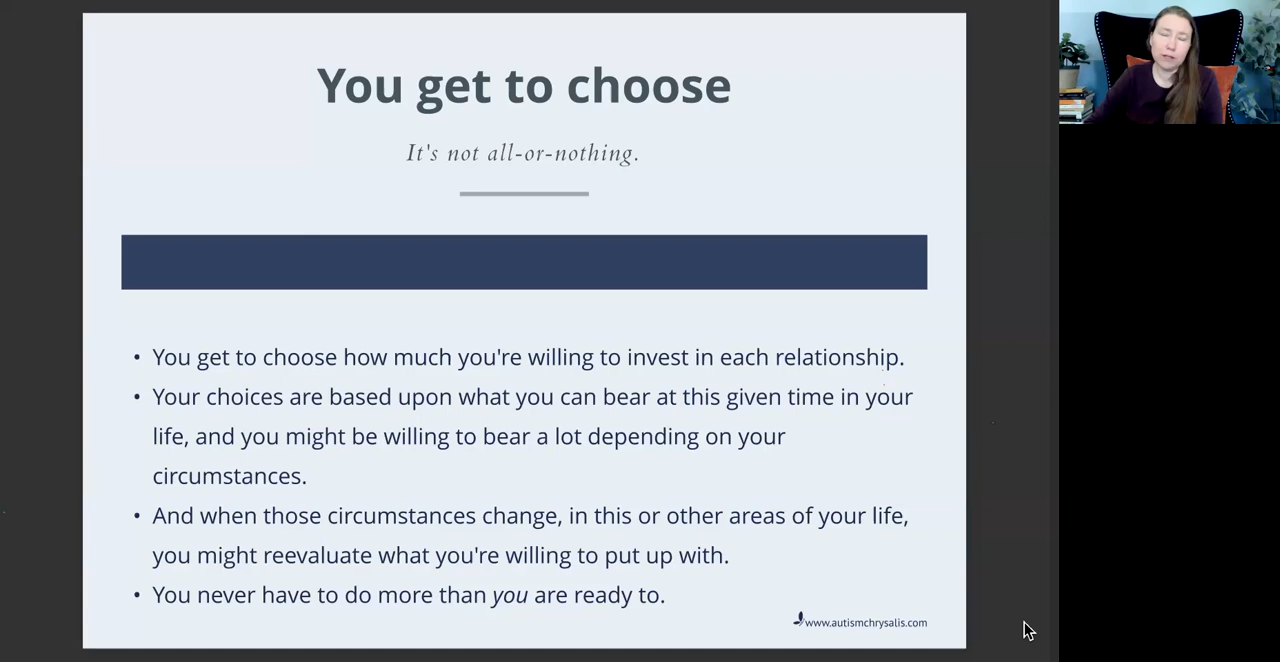 You get to choose
It's not all-or-nothing.
• You get to choose how much you're willing to invest in each relationship.
• Your choices are based upon what you can bear at this given time in your
life, and you might be willing to bear a lot depending on your
circumstances.
• And when those circumstances change, in this or other areas of your life,
you might reevaluate what you're willing to put up with.
• You never have to do more than you are ready to.
www.autismchrysalis.com